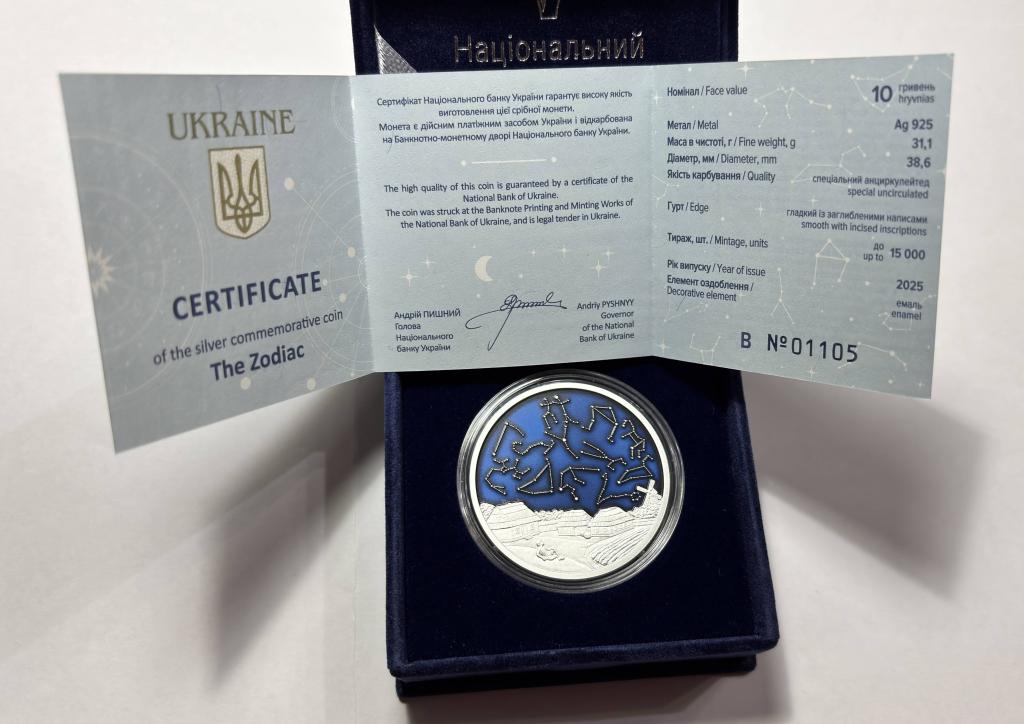 Національний
UKRAINE
CERTIFICATE
of the silver commemorative coin
The Zodiac
Сертифікат Національного банку України гарантує високу якість
виготовлення цієї срібної монети.
Монета є дійсним платіжним засобом України і відкарбована
на Банкнотно-монетному дворі Національного банку України.
The high quality of this coin is guaranteed by a certificate of the
National Bank of Ukraine.
The coin was struck at the Banknote Printing and Minting Works of
the National Bank of Ukraine, and is legal tender in Ukraine.
Андрій ПИШНИЙ
Голова
Національного
банку України
Andriy PYSHNYY
Governor
of the National
Bank of Ukraine
Номінал / Face value 10 гривень
hryvnias
Метал / Metal Ag 925
Маса в чистоті, г / Fine weight, g 31,1
Діаметр, мм / Diameter, mm 38,6
Якість карбування / Quality спеціальний анциркулейтед
special uncirculated
Гурт / Edge гладкий із заглибленими написами
smooth with incised inscriptions
Тираж, шт. / Mintage, units до
up to 15 000
Рік випуску / Year of issue 2025
Елемент оздоблення / емаль
Decorative element enamel
В №01105